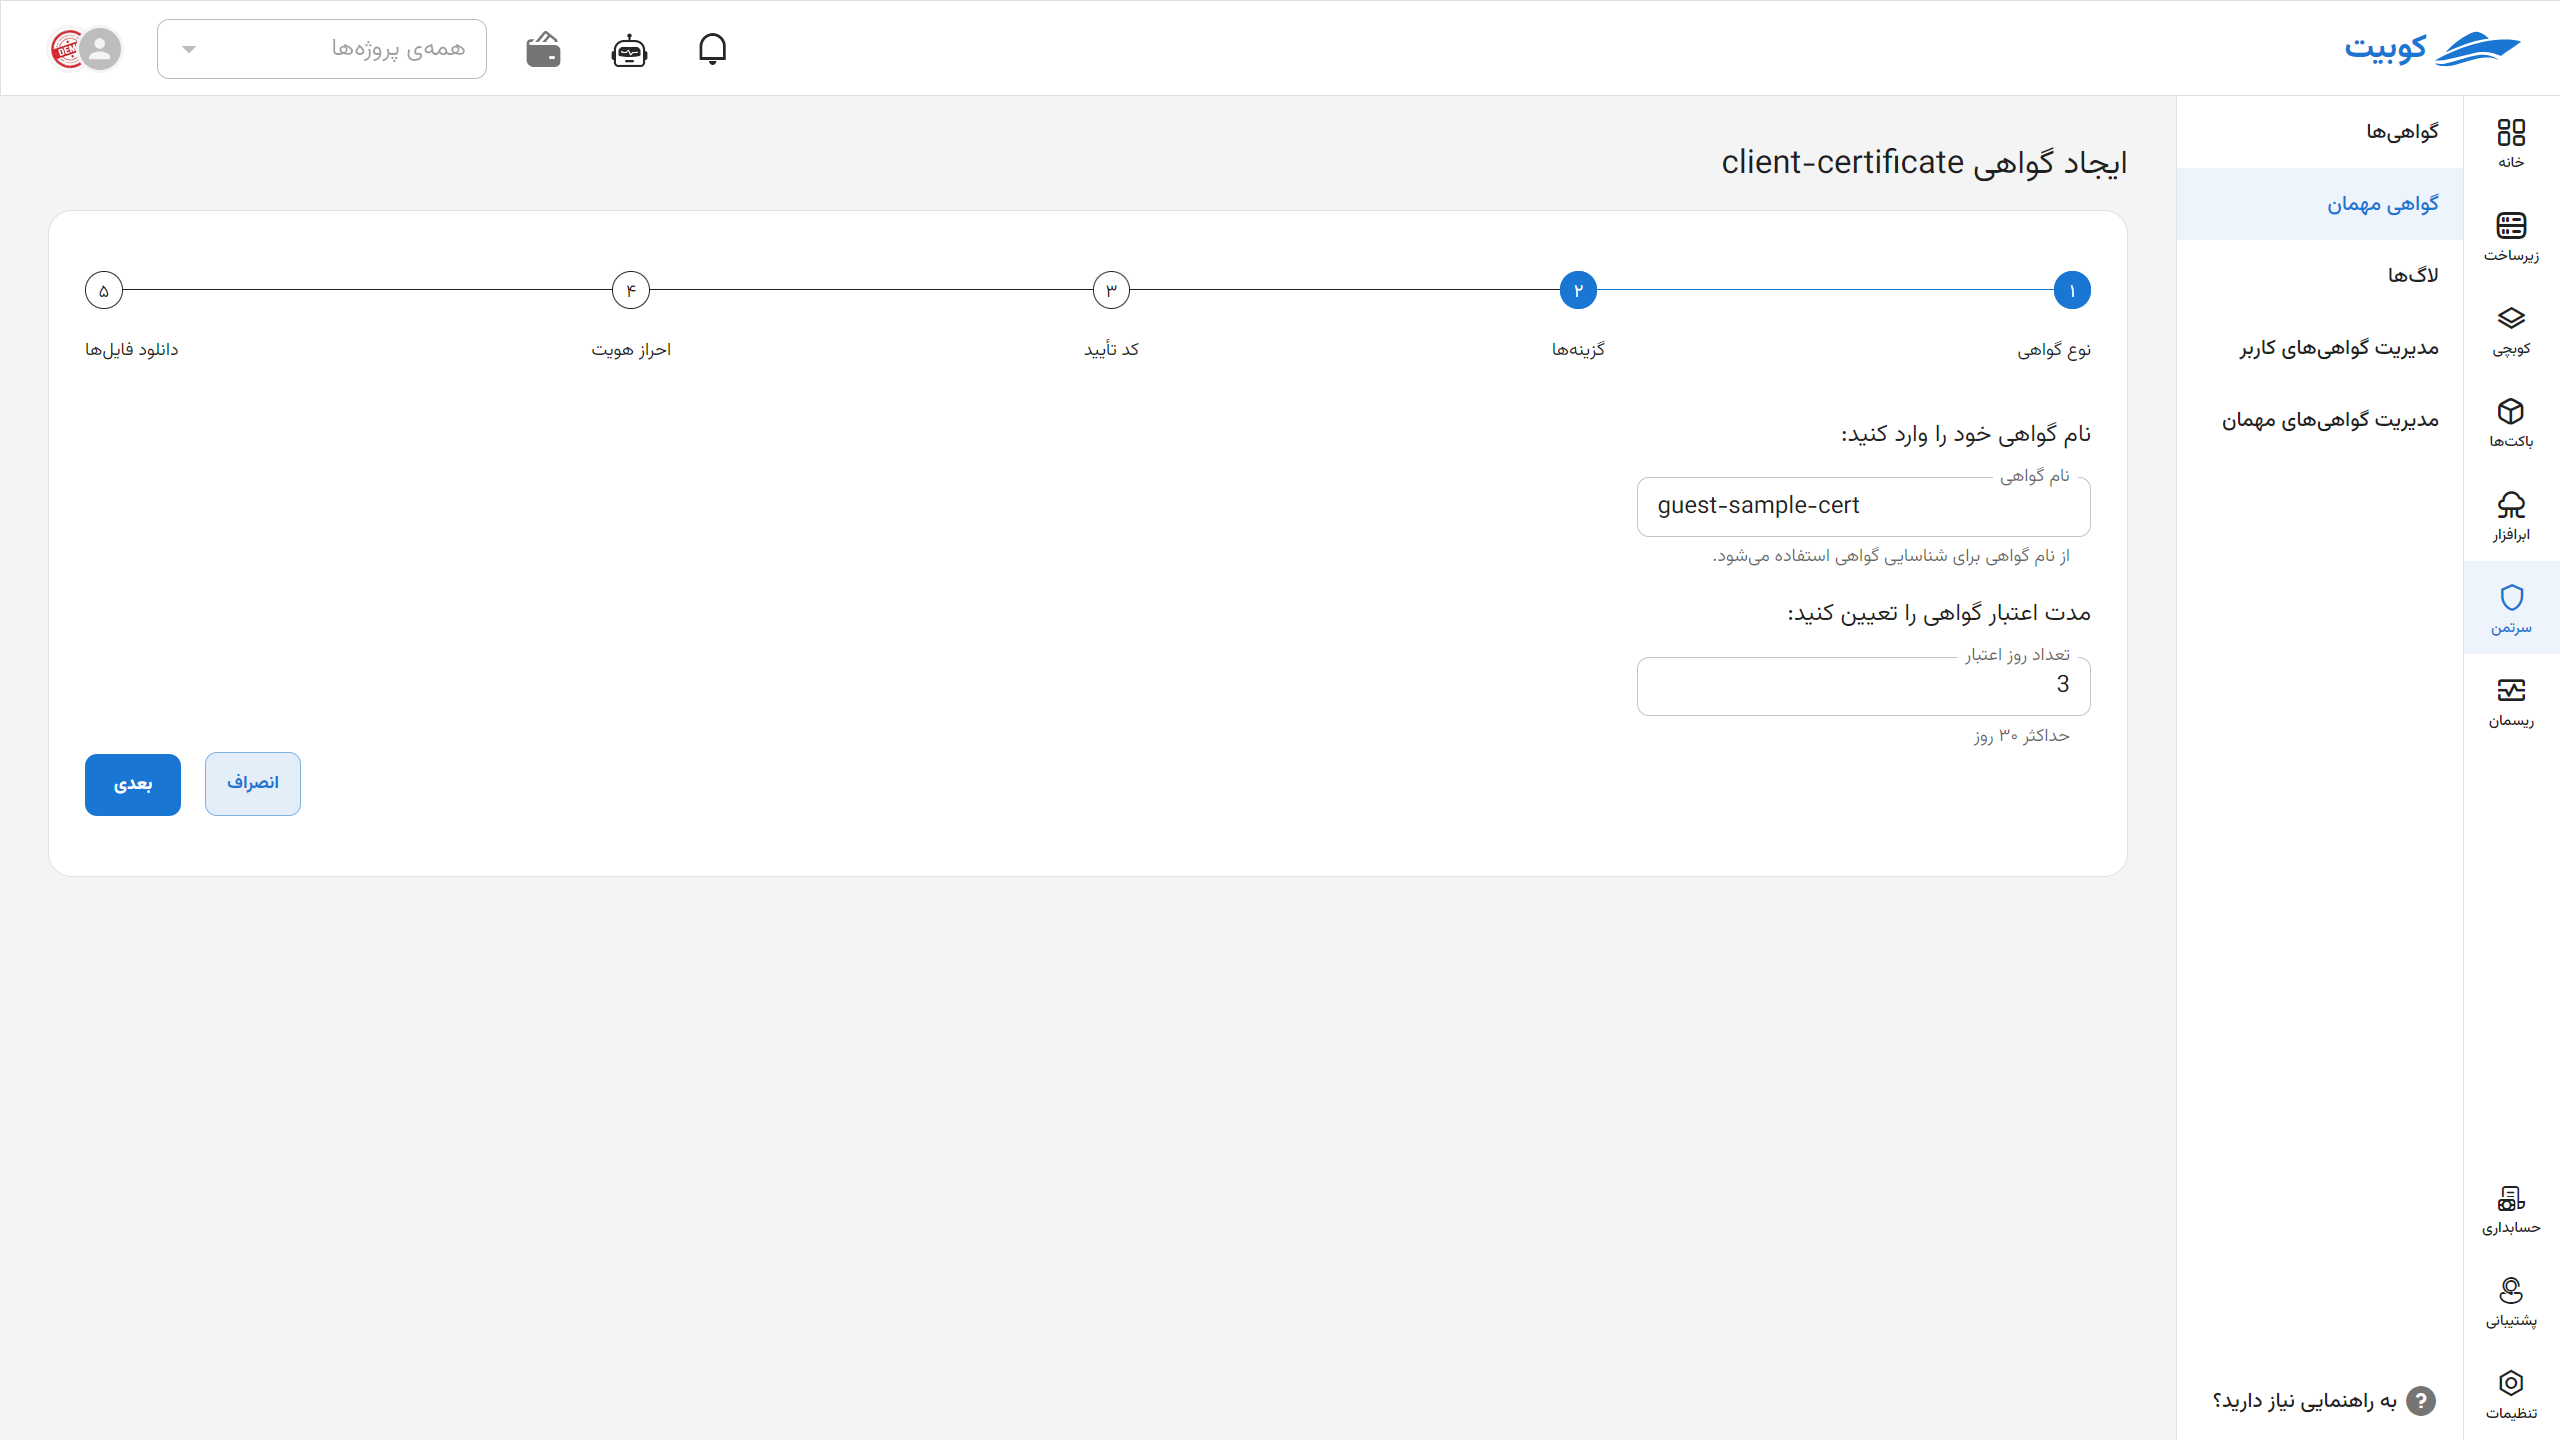 کوبیت
همه‌ی پروژه‌ها
DEM
خانه
زیرساخت
کوبچی
باکت‌ها
ابرافزار
سرتمن
ریسمان
حسابداری
پشتیبانی
تنظیمات
گواهی‌ها
گواهی مهمان
لاگ‌ها
مدیریت گواهی‌های کاربر
مدیریت گواهی‌های مهمان
به راهنمایی نیاز دارید؟
ایجاد گواهی client-certificate
۱ ۲ ۳ ۴ ۵
نوع گواهی گزینه‌ها کد تأیید احراز هویت دانلود فایل‌ها
نام گواهی خود را وارد کنید:
نام گواهی
guest-sample-cert
از نام گواهی برای شناسایی گواهی استفاده می‌شود.
مدت اعتبار گواهی را تعیین کنید:
تعداد روز اعتبار
3
حداکثر ۳۰ روز
انصراف
بعدی